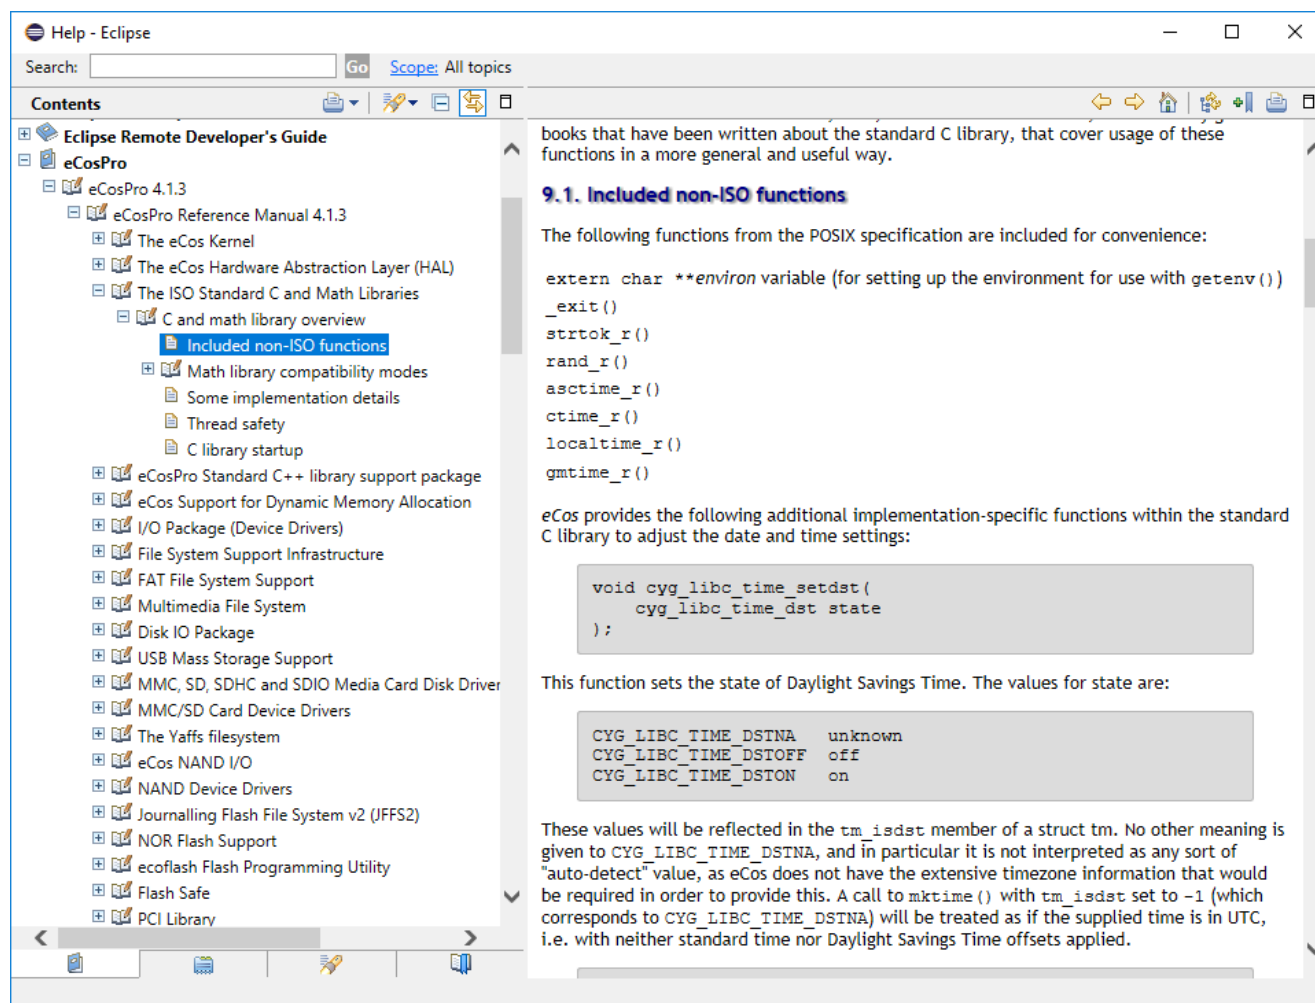 Help - Eclipse
Search:
Go
Scope: All topics
Contents
Eclipse Remote Developer's Guide
eCosPro
eCosPro 4.1.3
eCosPro Reference Manual 4.1.3
The eCos Kernel
The eCos Hardware Abstraction Layer (HAL)
The ISO Standard C and Math Libraries
C and math library overview
Included non-ISO functions
Math library compatibility modes
Some implementation details
Thread safety
C library startup
eCosPro Standard C++ library support package
eCos Support for Dynamic Memory Allocation
I/O Package (Device Drivers)
File System Support Infrastructure
FAT File System Support
Multimedia File System
Disk IO Package
USB Mass Storage Support
MMC, SD, SDHC and SDIO Media Card Disk Driver
MMC/SD Card Device Drivers
The Yaffs filesystem
eCos NAND I/O
NAND Device Drivers
Journalling Flash File System v2 (JFFS2)
NOR Flash Support
ecoflash Flash Programming Utility
Flash Safe
PCI Library
books that have been written about the standard C library, that cover usage of these
functions in a more general and useful way.
9.1. Included non-ISO functions
The following functions from the POSIX specification are included for convenience:
extern char **environ variable (for setting up the environment for use with getenv())
_exit()
strtok_r()
rand_r()
asctime_r()
ctime_r()
localtime_r()
gmtime_r()
eCos provides the following additional implementation-specific functions within the standard
C library to adjust the date and time settings:
void cyg_libc_time_setdst(
cyg_libc_time_dst state
);
This function sets the state of Daylight Savings Time. The values for state are:
CYG_LIBC_TIME_DSTNA unknown
CYG_LIBC_TIME_DSTOFF off
CYG_LIBC_TIME_DSTON on
These values will be reflected in the tm_isdst member of a struct tm. No other meaning is
given to CYG_LIBC_TIME_DSTNA, and in particular it is not interpreted as any sort of
"auto-detect" value, as eCos does not have the extensive timezone information that would
be required in order to provide this. A call to mktime() with tm_isdst set to -1 (which
corresponds to CYG_LIBC_TIME_DSTNA) will be treated as if the supplied time is in UTC,
i.e. with neither standard time nor Daylight Savings Time offsets applied.